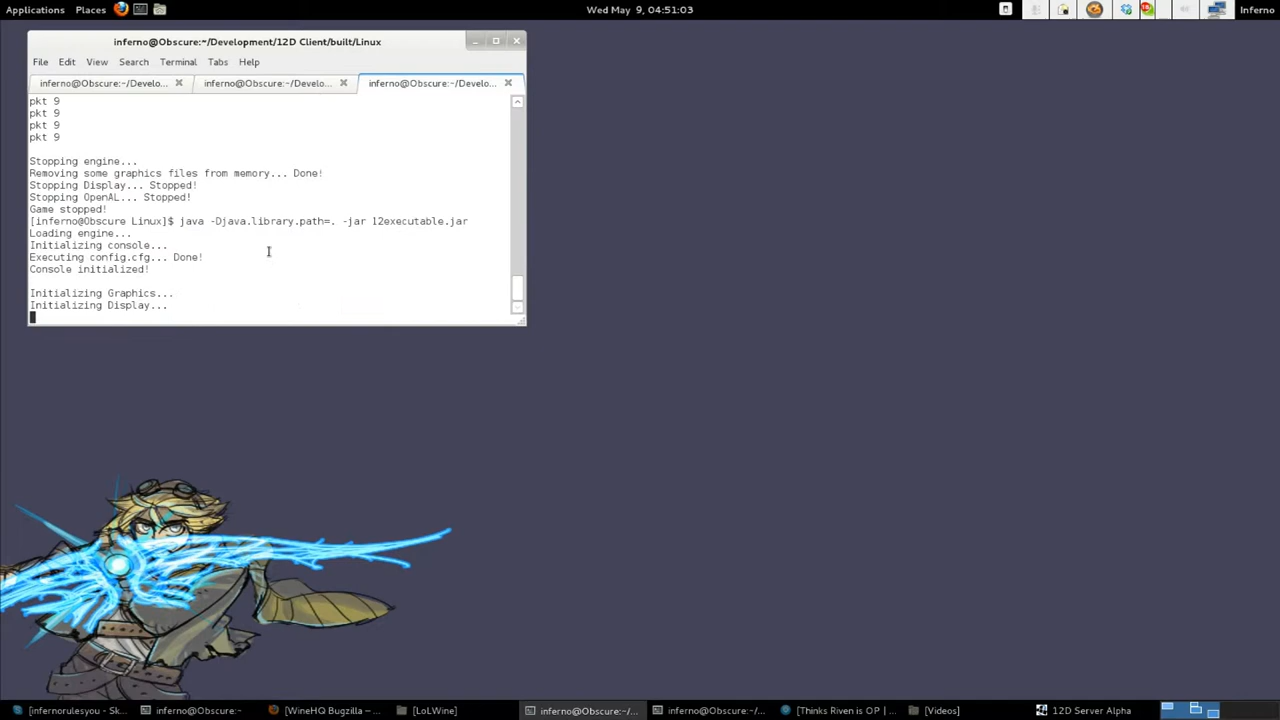 Applications Places Wed May 9, 04:51:03 Inferno
inferno@Obscure:~/Development/12D Client/built/Linux
File Edit View Search Terminal Tabs Help
inferno@Obscure:~/Develo... inferno@Obscure:~/Develo... inferno@Obscure:~/Develo...
pkt 9
pkt 9
pkt 9
pkt 9
Stopping engine...
Removing some graphics files from memory... Done!
Stopping Display... Stopped!
Stopping OpenAL... Stopped!
Game stopped!
[inferno@Obscure Linux]$ java -Djava.library.path=. -jar 12executable.jar
Loading engine...
Initializing console...
Executing config.cfg... Done!
Console initialized!
Initializing Graphics...
Initializing Display...
[infernorulesyou - Sk... inferno@Obscure:~ [WineHQ Bugzilla – ... [LoLWine] inferno@Obscure:~/... inferno@Obscure:~/... [Thinks Riven is OP | ... [Videos] 12D Server Alpha